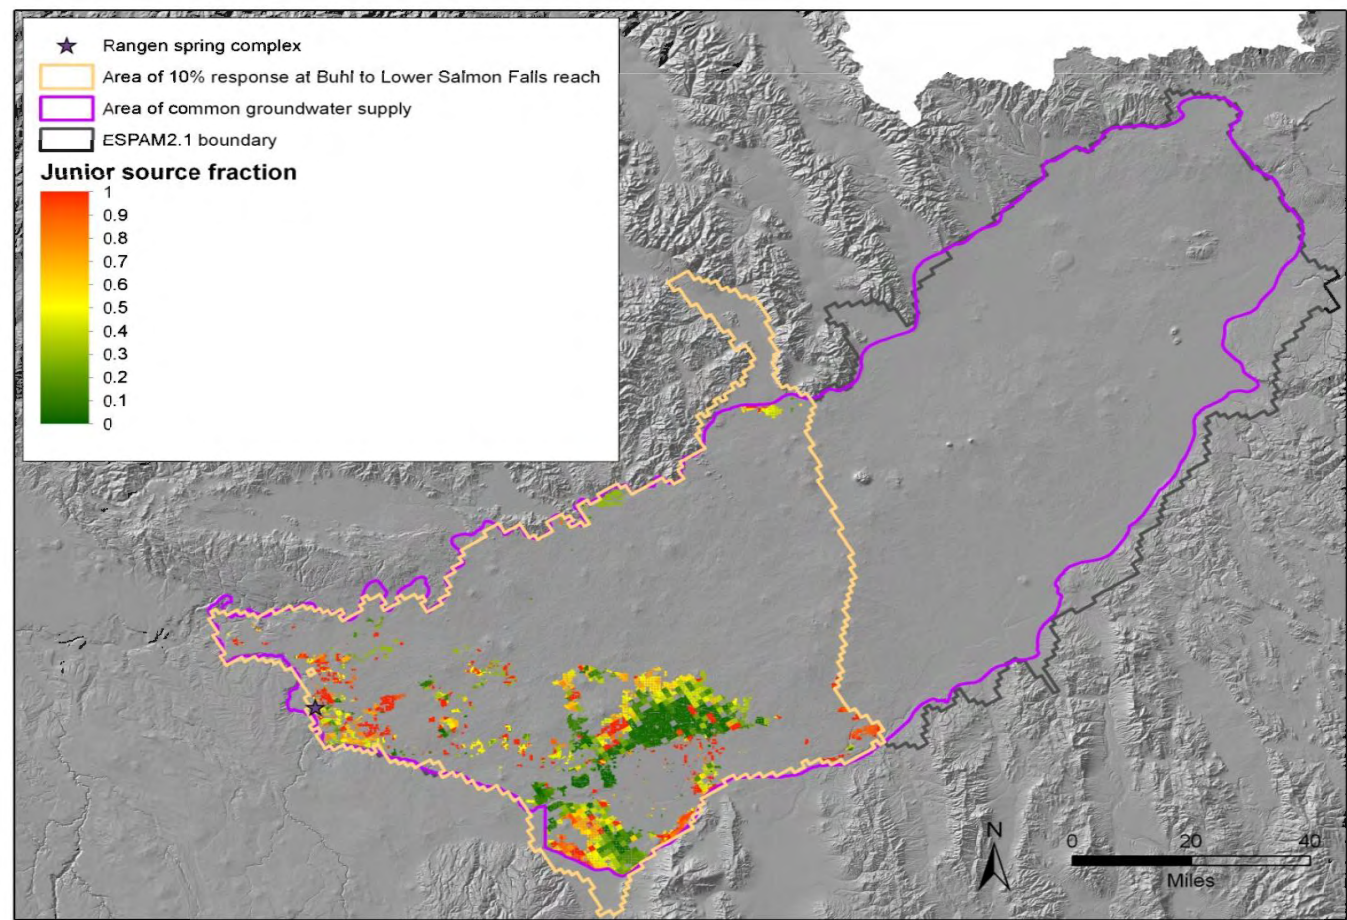 Rangen spring complex
Area of 10% response at Buhl to Lower Salmon Falls reach
Area of common groundwater supply
ESPAM2.1 boundary
Junior source fraction
1
0.9
0.8
0.7
0.6
0.5
0.4
0.3
0.2
0.1
0
N
0 20 40
Miles